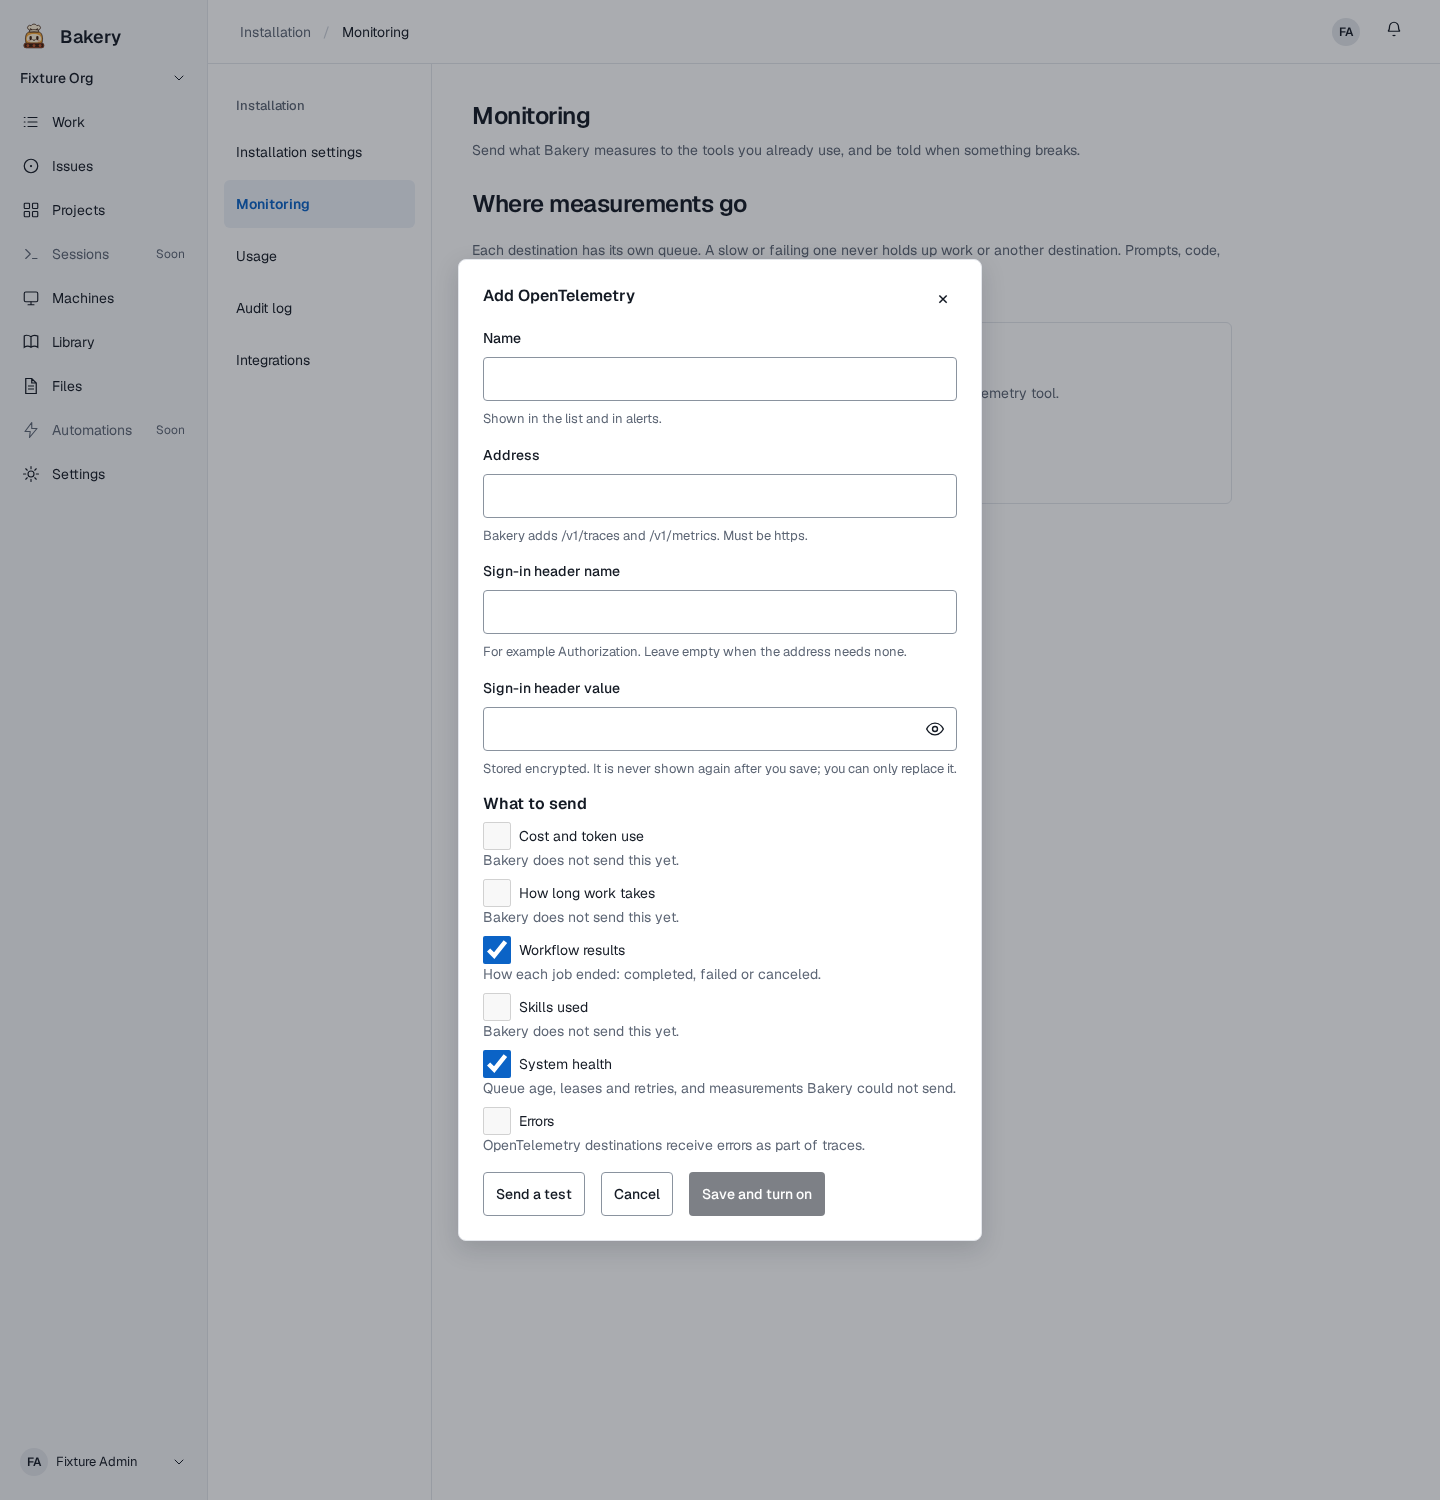 Bakery
Fixture Org
Work
Issues
Projects
Sessions Soon
Machines
Library
Files
Automations Soon
Settings
FA Fixture Admin
Installation / Monitoring
FA
Installation
Installation settings
Monitoring
Usage
Audit log
Integrations
Monitoring
Send what Bakery measures to the tools you already use, and be told when something breaks.
Where measurements go
Each destination has its own queue. A slow or failing one never holds up work or another destination. Prompts, code,
emetry tool.
Add OpenTelemetry
Name
Shown in the list and in alerts.
Address
Bakery adds /v1/traces and /v1/metrics. Must be https.
Sign-in header name
For example Authorization. Leave empty when the address needs none.
Sign-in header value
Stored encrypted. It is never shown again after you save; you can only replace it.
What to send
Cost and token use
Bakery does not send this yet.
How long work takes
Bakery does not send this yet.
Workflow results
How each job ended: completed, failed or canceled.
Skills used
Bakery does not send this yet.
System health
Queue age, leases and retries, and measurements Bakery could not send.
Errors
OpenTelemetry destinations receive errors as part of traces.
Send a test Cancel Save and turn on